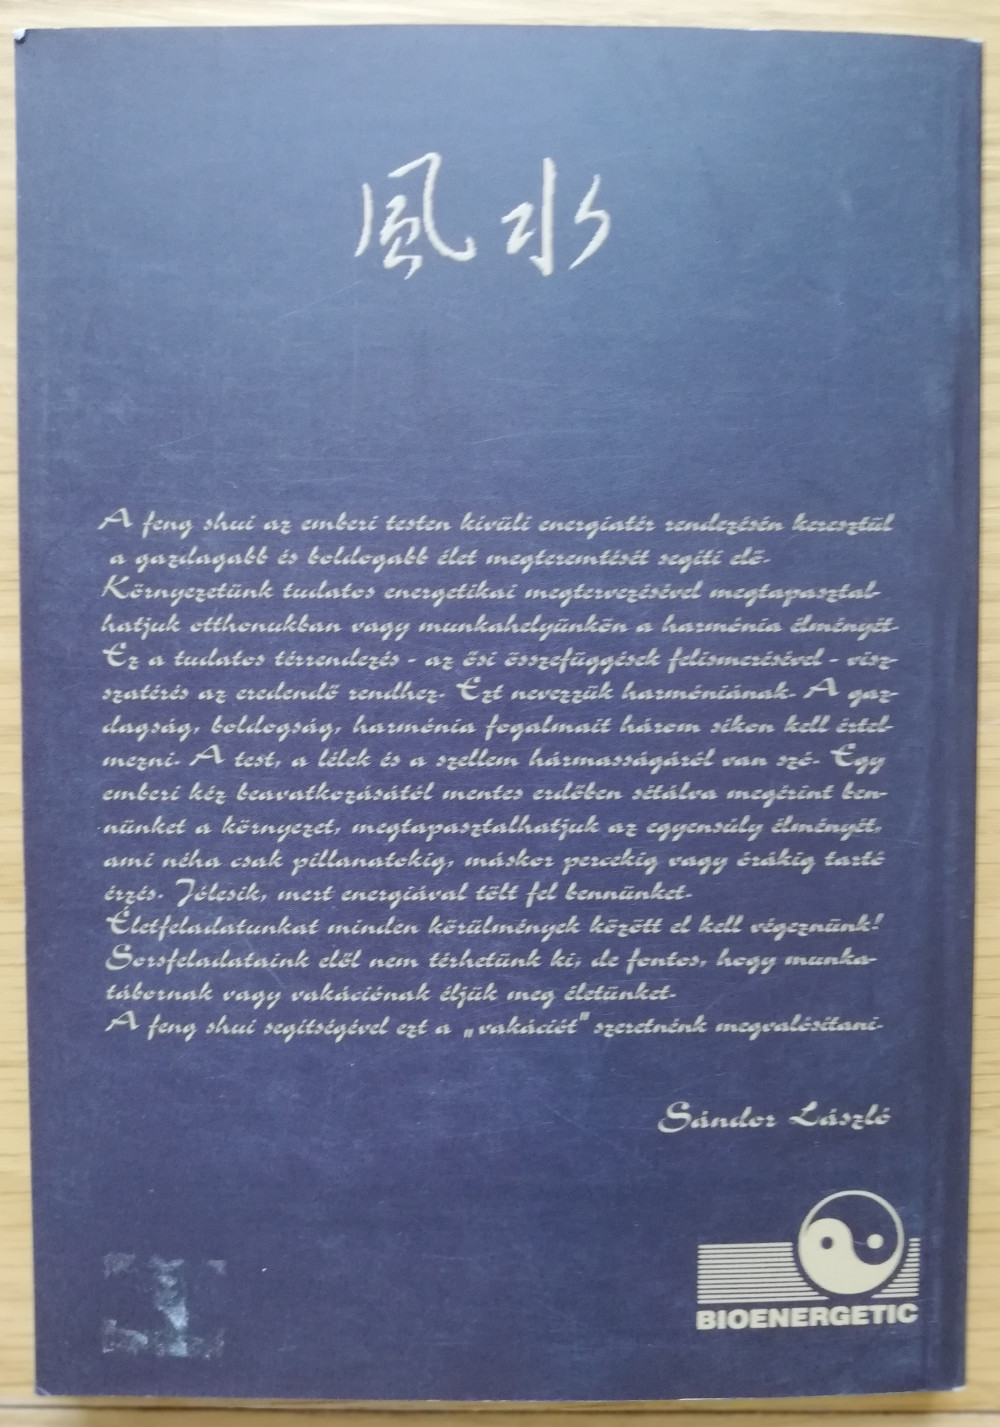 風水
A feng shui az emberi testen kívüli energiatér rendezésén keresztül
a gazdagabb és boldogabb élet megteremtését segíti elő.
Környezetünk tudatos energetikai megtervezésével megtapasztal-
hatjuk otthonukban vagy munkahelyünkön a harmónia élményét.
Ez a tudatos térrendezés - az ősi összefüggések felismerésével - visz-
szatérés az eredendő rendhez. Ezt nevezzük harmóniának. A gaz-
dagság, boldogság, harmónia fogalmait három síkon kell értel-
mezni. A test, a lélek és a szellem hármasságáról van szó. Egy
emberi kéz beavatkozásától mentes erdőben sétálva megérint ben-
nünket a környezet, megtapasztalhatjuk az egyensúly élményét,
ami néha csak pillanatokig, máskor percekig vagy órákig tartó
érzés. Jólesik, mert energiával tölt fel bennünket.
Életfeladatunkat minden körülmények között el kell végeznünk!
Sorsfeladataink elől nem térhetünk ki; de fontos, hogy munka-
tábornak vagy vakációnak éljük meg életünket.
A feng shui segítségével ezt a „vakációt" szeretnénk megvalósítani.
Sándor László
BIOENERGETIC